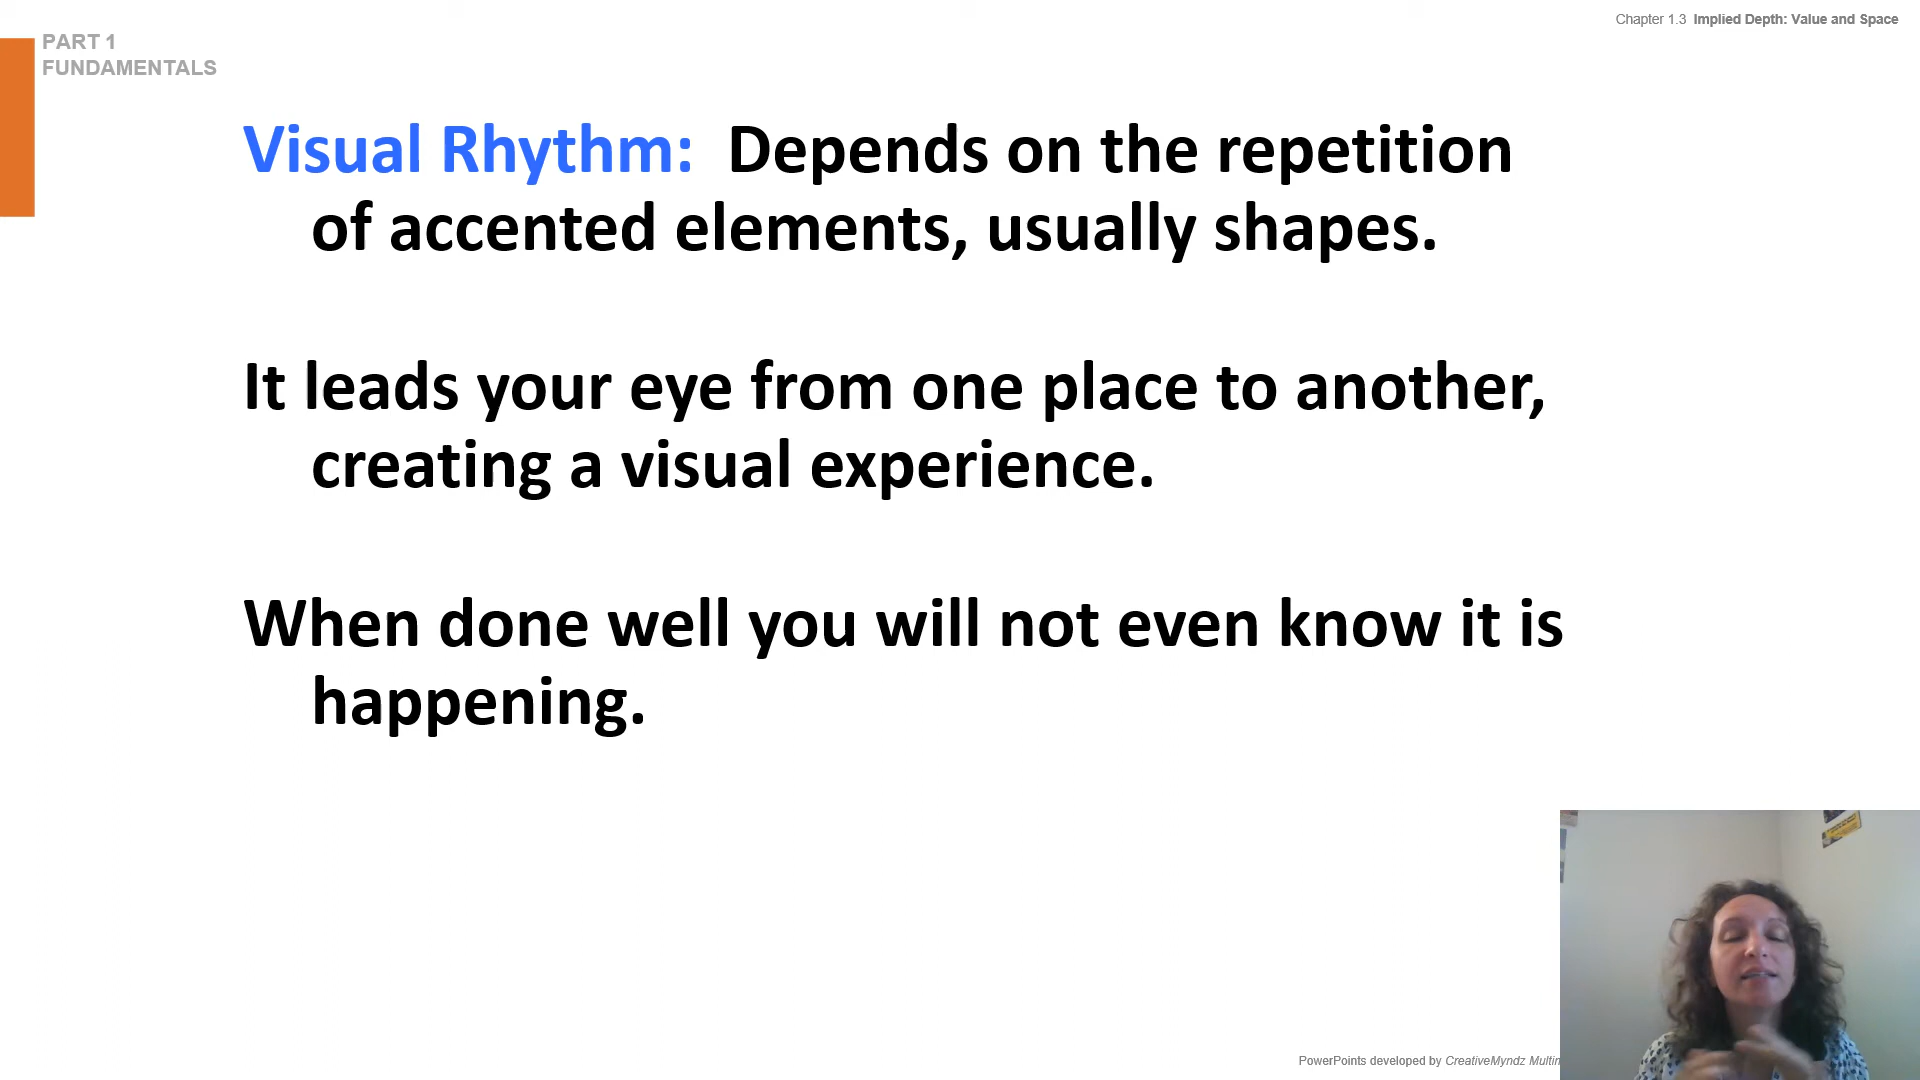 Chapter 1.3 Implied Depth: Value and Space
PART 1
FUNDAMENTALS
Visual Rhythm: Depends on the repetition
of accented elements, usually shapes.
It leads your eye from one place to another,
creating a visual experience.
When done well you will not even know it is
happening.
PowerPoints developed by CreativeMyndz